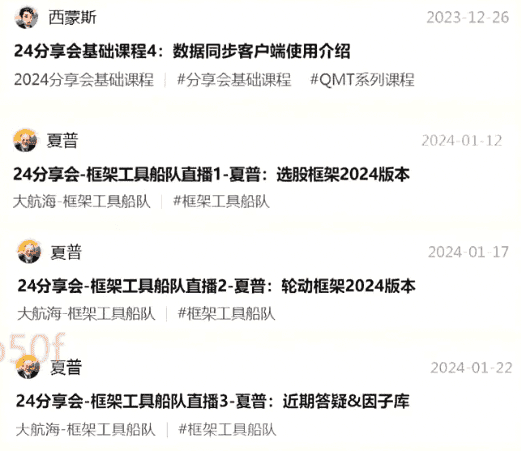 西蒙斯 2023-12-26
24分享会基础课程4：数据同步客户端使用介绍
2024分享会基础课程 | #分享会基础课程 #QMT系列课程
夏普 2024-01-12
24分享会-框架工具船队直播1-夏普：选股框架2024版本
大航海-框架工具船队 | #框架工具船队
夏普 2024-01-17
24分享会-框架工具船队直播2-夏普：轮动框架2024版本
大航海-框架工具船队 | #框架工具船队
50f
夏普 2024-01-22
24分享会-框架工具船队直播3-夏普：近期答疑&因子库
大航海-框架工具船队 | #框架工具船队